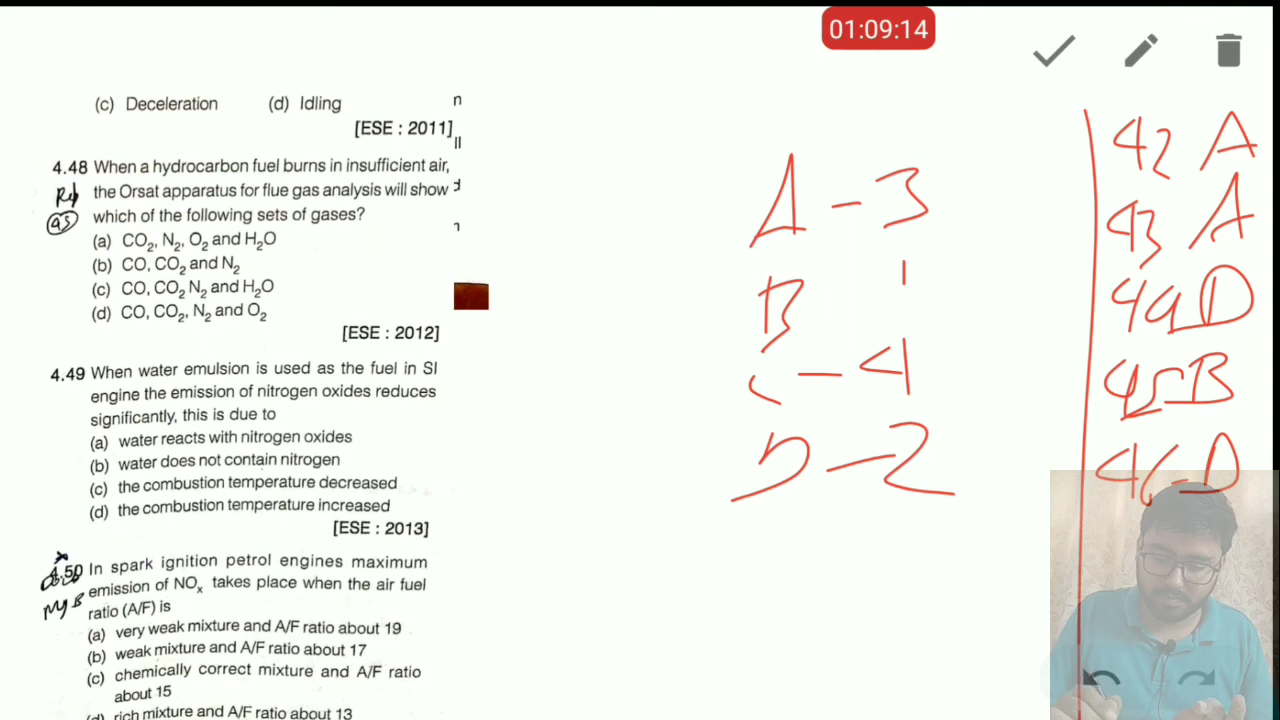 01:09:14
(c) Deceleration (d) Idling
[ESE : 2011]
n
ll
4.48 When a hydrocarbon fuel burns in insufficient air,
the Orsat apparatus for flue gas analysis will show
which of the following sets of gases?
(a) CO2, N2, O2 and H2O
(b) CO, CO2 and N2
(c) CO, CO2 N2 and H2O
(d) CO, CO2, N2 and O2
[ESE : 2012]
4.49 When water emulsion is used as the fuel in SI
engine the emission of nitrogen oxides reduces
significantly, this is due to
(a) water reacts with nitrogen oxides
(b) water does not contain nitrogen
(c) the combustion temperature decreased
(d) the combustion temperature increased
[ESE : 2013]
4.50 In spark ignition petrol engines maximum
emission of NOx takes place when the air fuel
ratio (A/F) is
(a) very weak mixture and A/F ratio about 19
(b) weak mixture and A/F ratio about 17
(c) chemically correct mixture and A/F ratio
about 15
(d) rich mixture and A/F ratio about 13
A - 3
B 1
C - 4
D - 2
42 A
43 A
44 D
45 B
46 - D